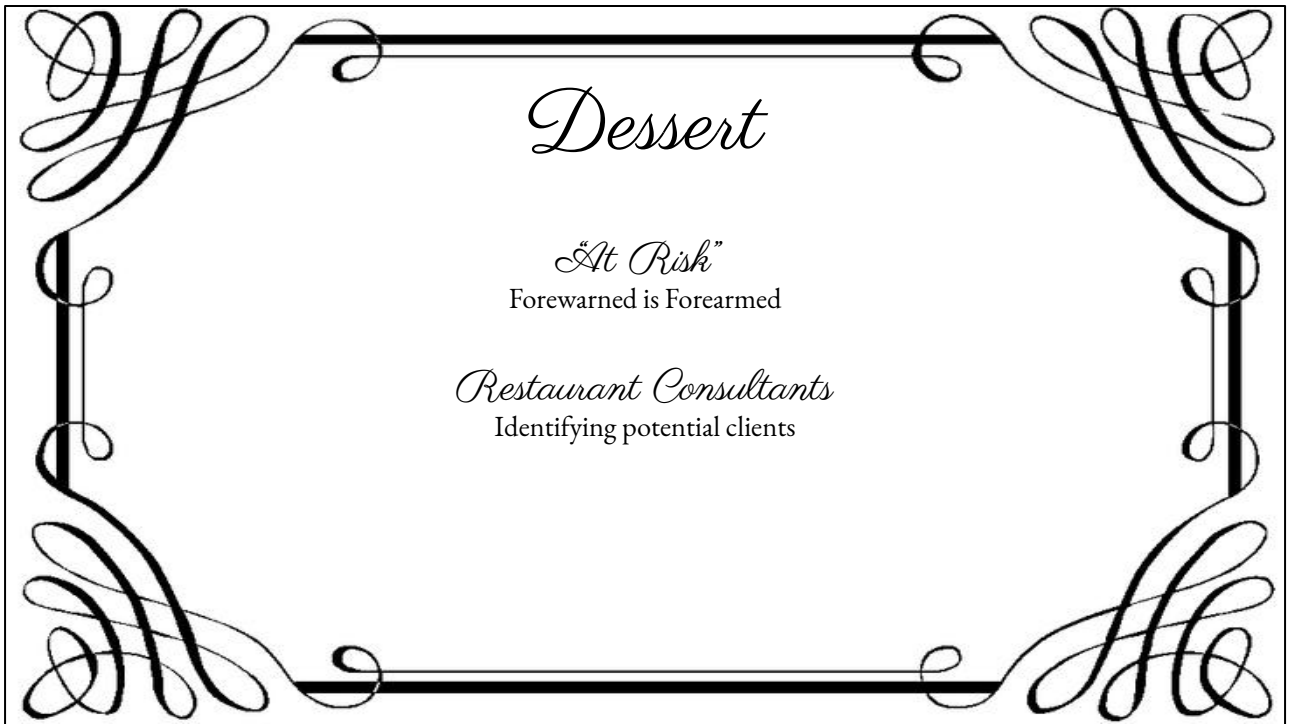 Dessert
“At Risk”
Forewarned is Forearmed
Restaurant Consultants
Identifying potential clients